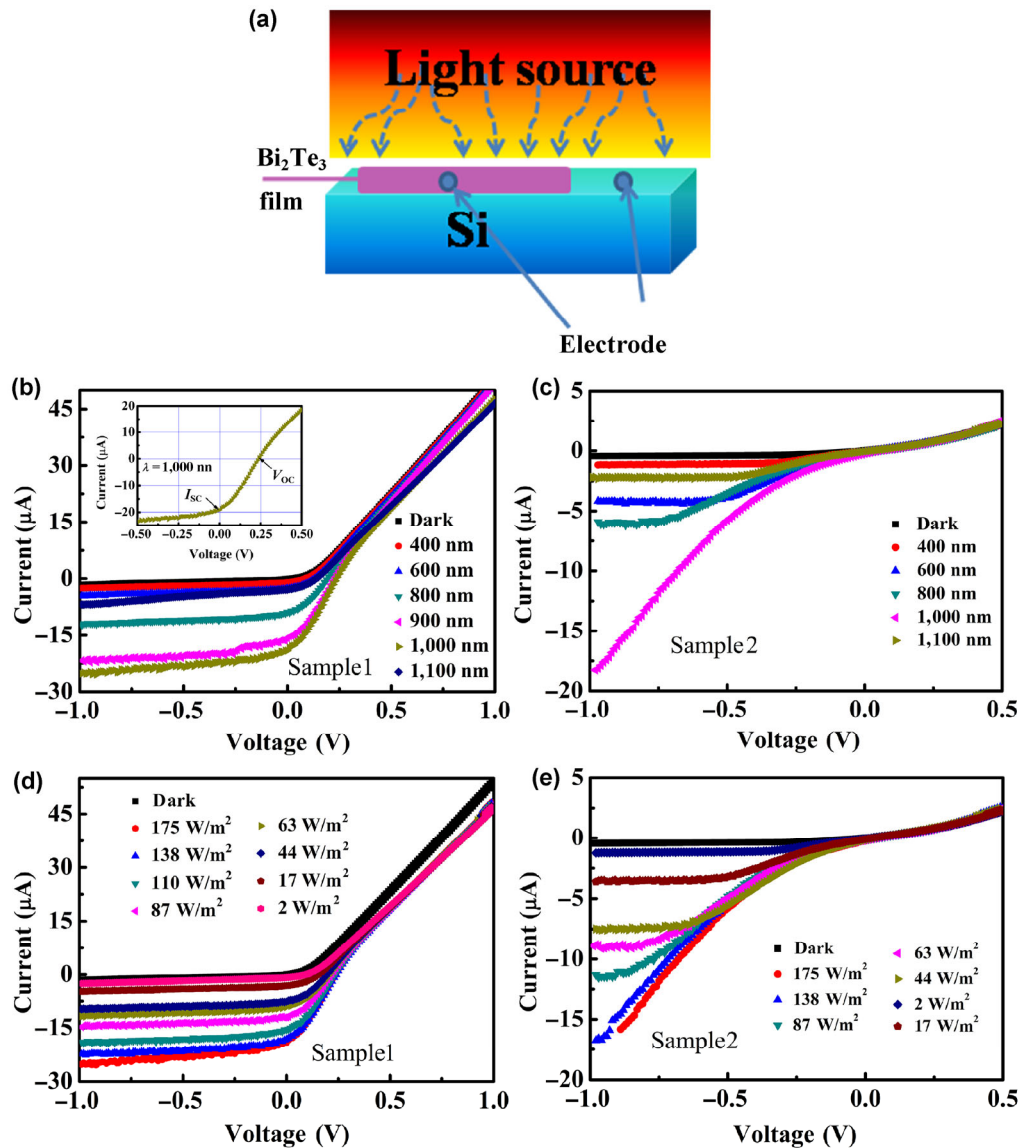 (a)
Light source
Bi₂Te₃
film
Si
Electrode
(b)
45
30
15
0
−15
−30
Current (μA)
−1.0
−0.5
0.0
0.5
1.0
Voltage (V)
20
10
0
−10
−20
Current (μA)
−0.50
−0.25
0.00
0.25
0.50
Voltage (V)
λ = 1,000 nn
I_SC
V_OC
Dark
400 nm
600 nm
800 nm
900 nm
1,000 nm
1,100 nm
Sample1
(c)
5
0
−5
−10
−15
−20
Current (μA)
−1.0
−0.5
0.0
0.5
Voltage (V)
Dark
400 nm
600 nm
800 nm
1,000 nm
1,100 nm
Sample2
(d)
45
30
15
0
−15
−30
Current (μA)
−1.0
−0.5
0.0
0.5
1.0
Voltage (V)
Dark
175 W/m²
138 W/m²
110 W/m²
87 W/m²
63 W/m²
44 W/m²
17 W/m²
2 W/m²
Sample1
(e)
5
0
−5
−10
−15
−20
Current (μA)
−1.0
−0.5
0.0
0.5
Voltage (V)
Dark
175 W/m²
138 W/m²
87 W/m²
63 W/m²
44 W/m²
2 W/m²
17 W/m²
Sample2